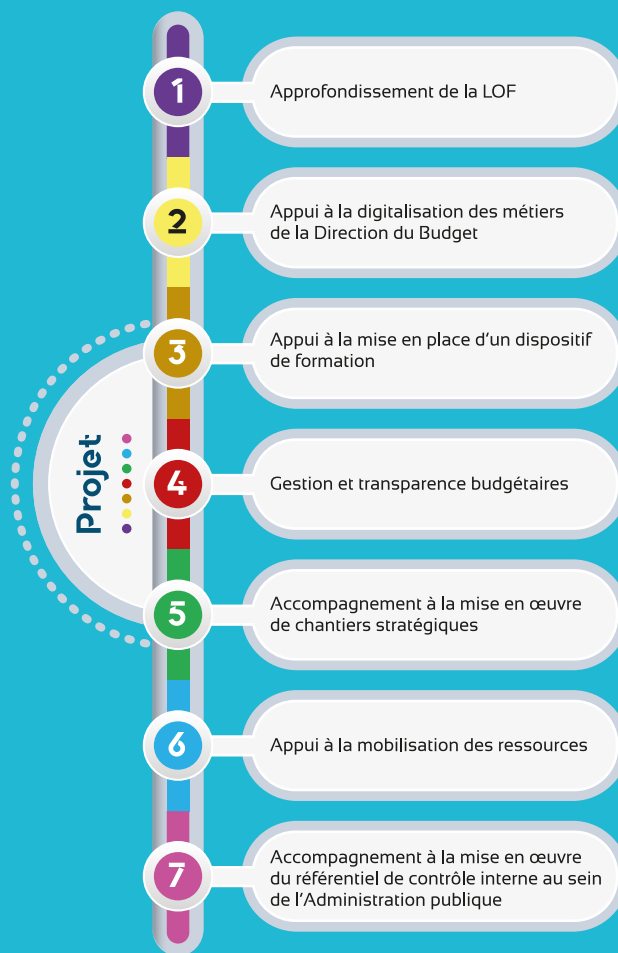 Projet
1
Approfondissement de la LOF
2
Appui à la digitalisation des métiers
de la Direction du Budget
3
Appui à la mise en place d'un dispositif
de formation
4
Gestion et transparence budgétaires
5
Accompagnement à la mise en œuvre
de chantiers stratégiques
6
Appui à la mobilisation des ressources
7
Accompagnement à la mise en œuvre
du référentiel de contrôle interne au sein
de l'Administration publique